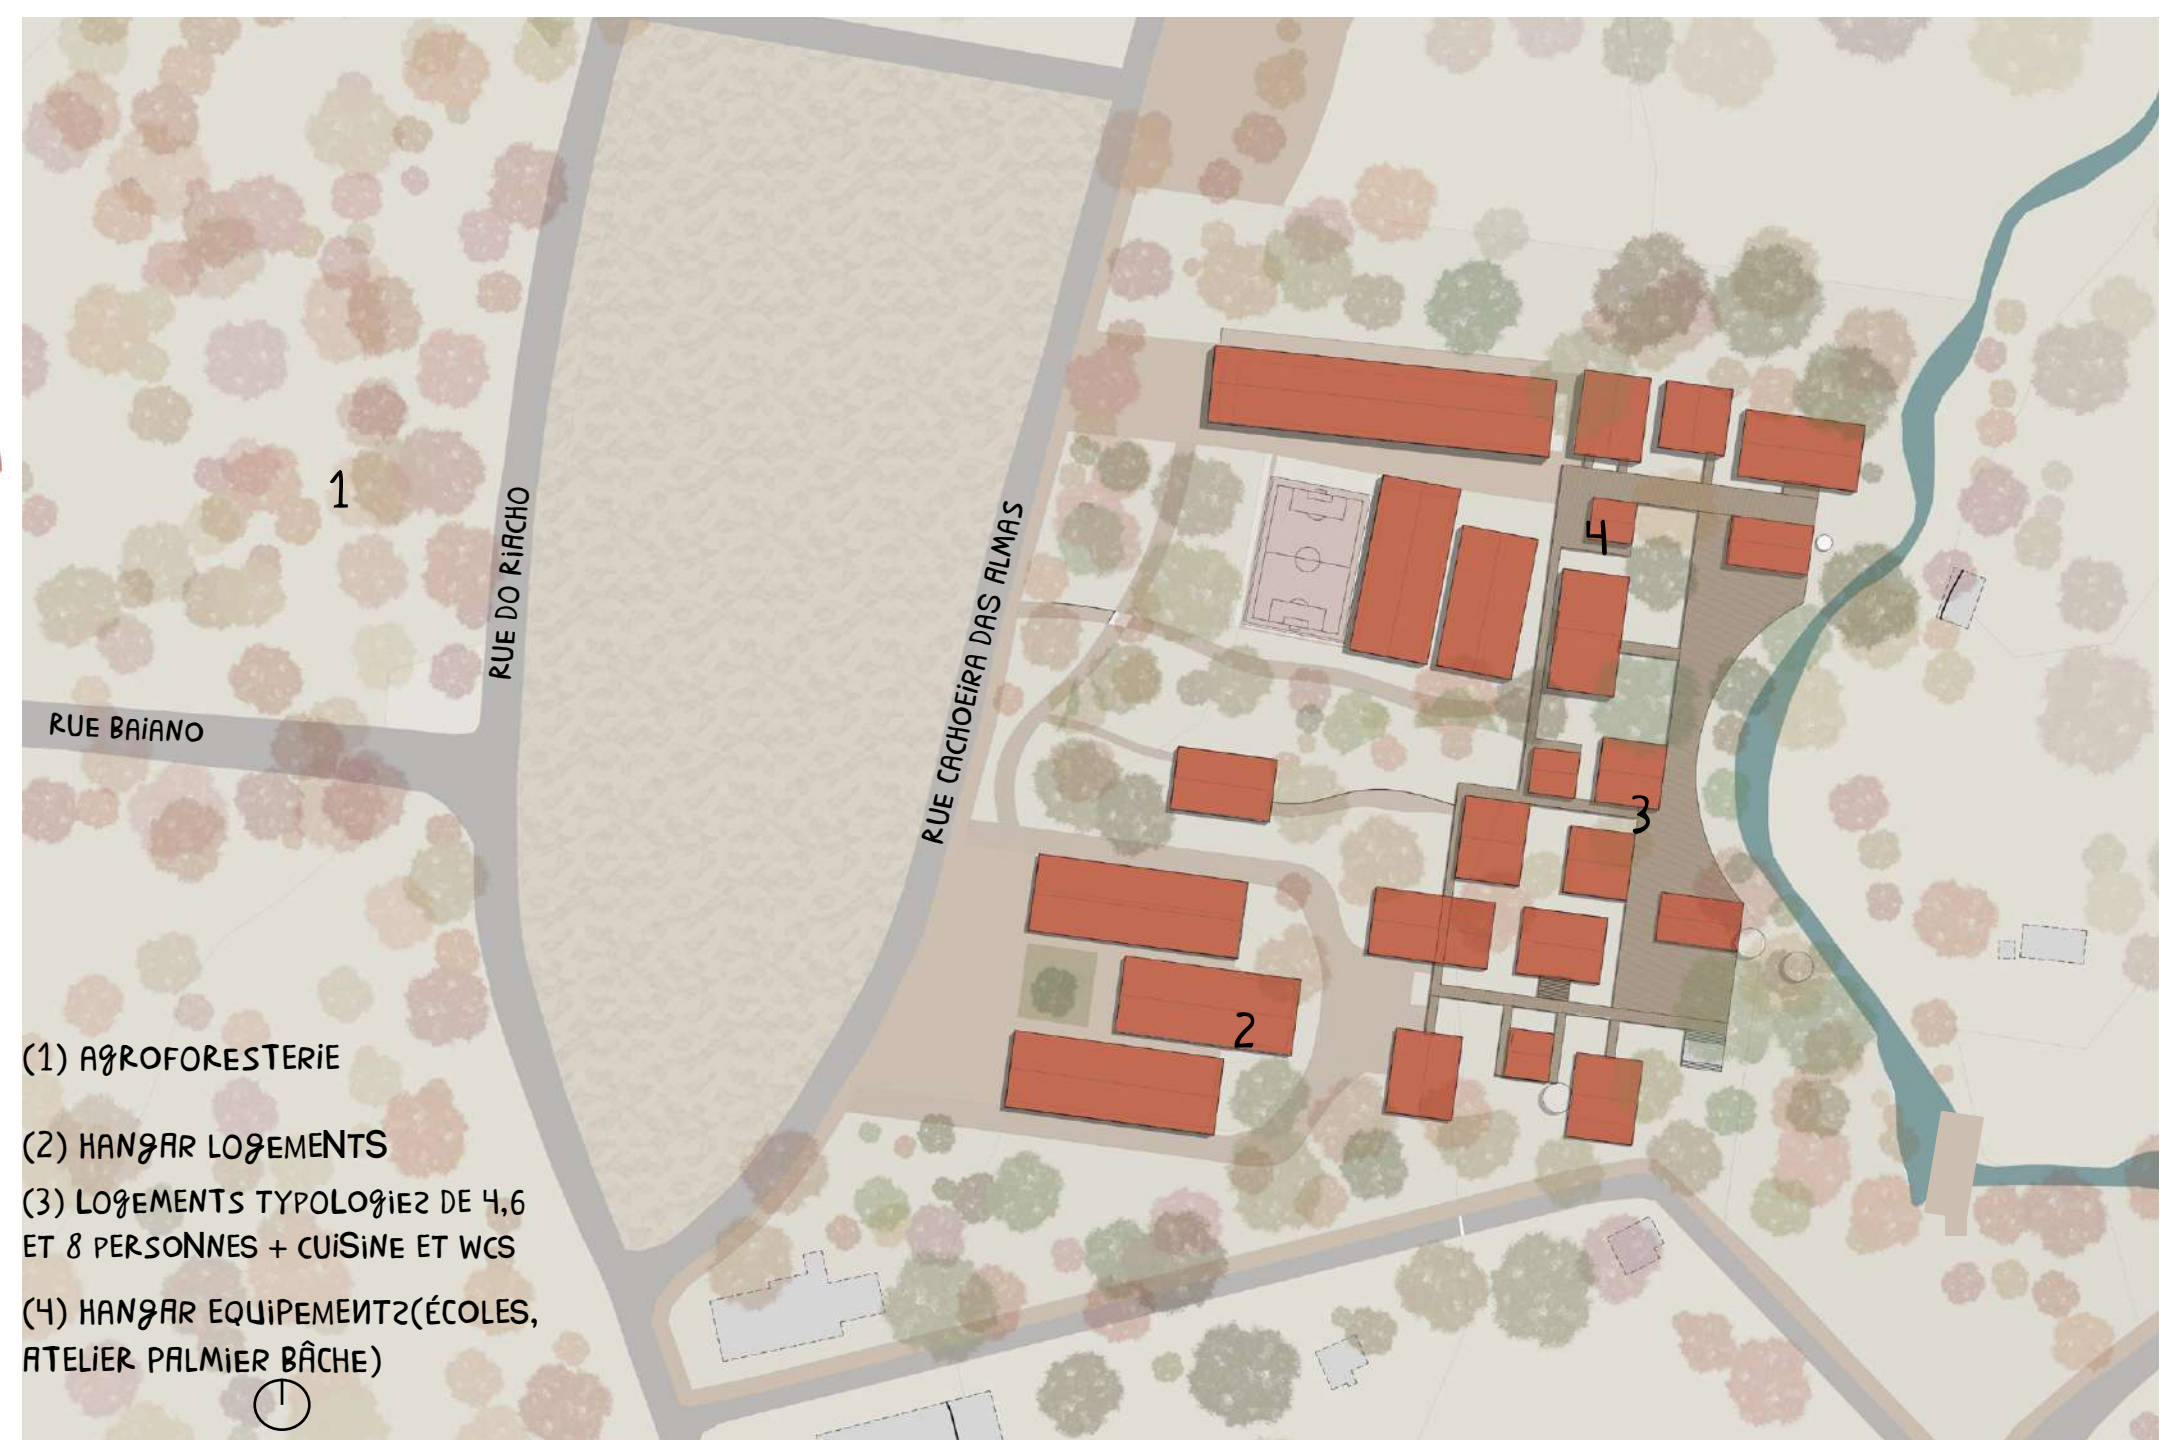 1
4
RUE DO RIACHO
RUE CACHOEIRA DAS ALMAS
RUE BAIANO
3
2
(1) AGROFORESTERIE
(2) HANGAR LOGEMENTS
(3) LOGEMENTS TYPOLOGIES DE 4,6
ET 8 PERSONNES + CUISINE ET WCS
(4) HANGAR EQUIPEMENTS(ÉCOLES,
ATELIER PALMIER BÂCHE)